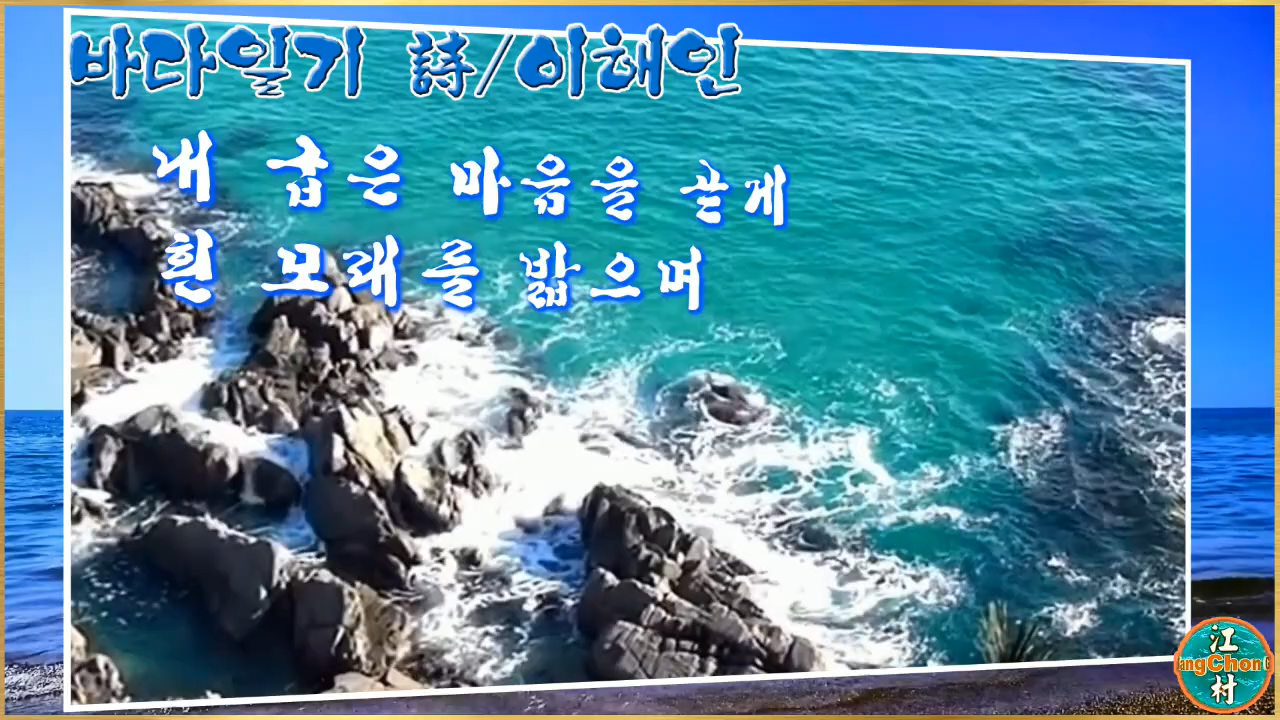 바다일기 詩/이해인
내 굽은 마음을 곧게
흰 모래를 밟으며
江
angChon
村